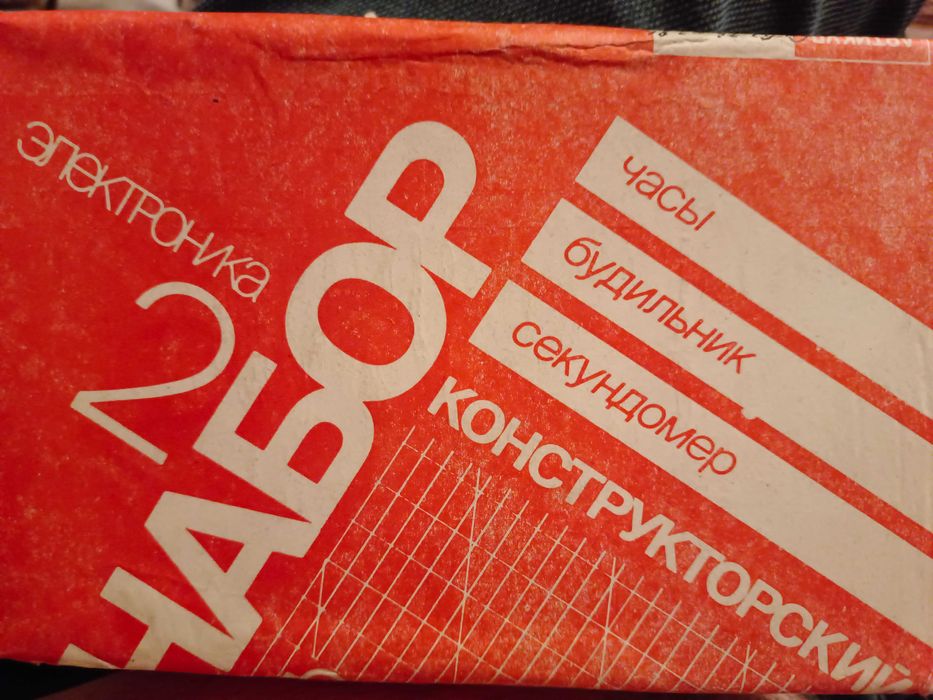 электроника
2
НАБОР
часы
будильник
секундомер
КОНСТРУКТОРСКИЙ